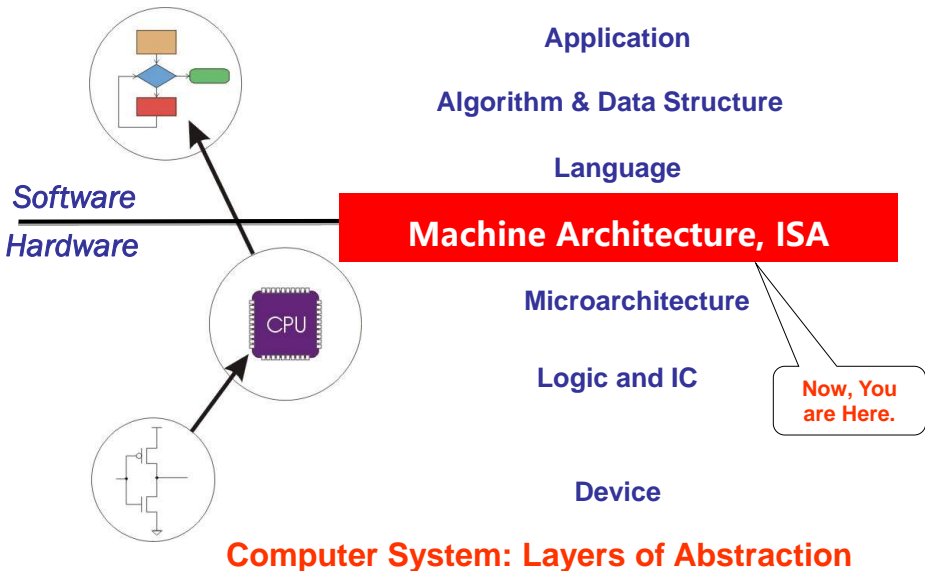 Application
Algorithm & Data Structure
Language
Software
Hardware
Machine Architecture, ISA
Microarchitecture
CPU
Logic and IC
Now, You
are Here.
Device
Computer System: Layers of Abstraction